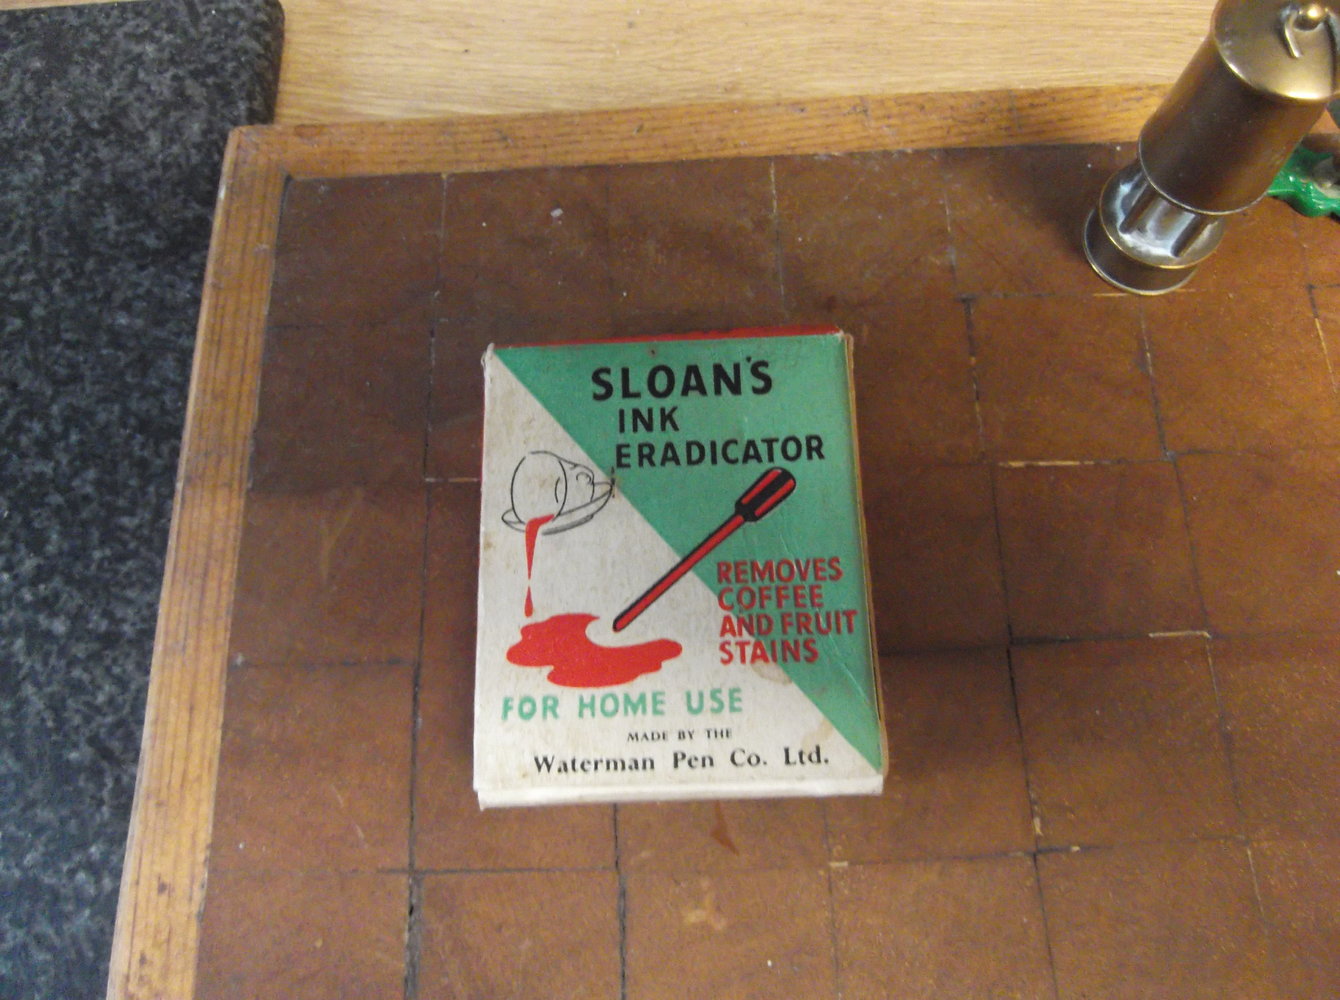 SLOAN'S
INK
ERADICATOR
REMOVES
COFFEE
AND FRUIT
STAINS
FOR HOME USE
MADE BY THE
Waterman Pen Co. Ltd.